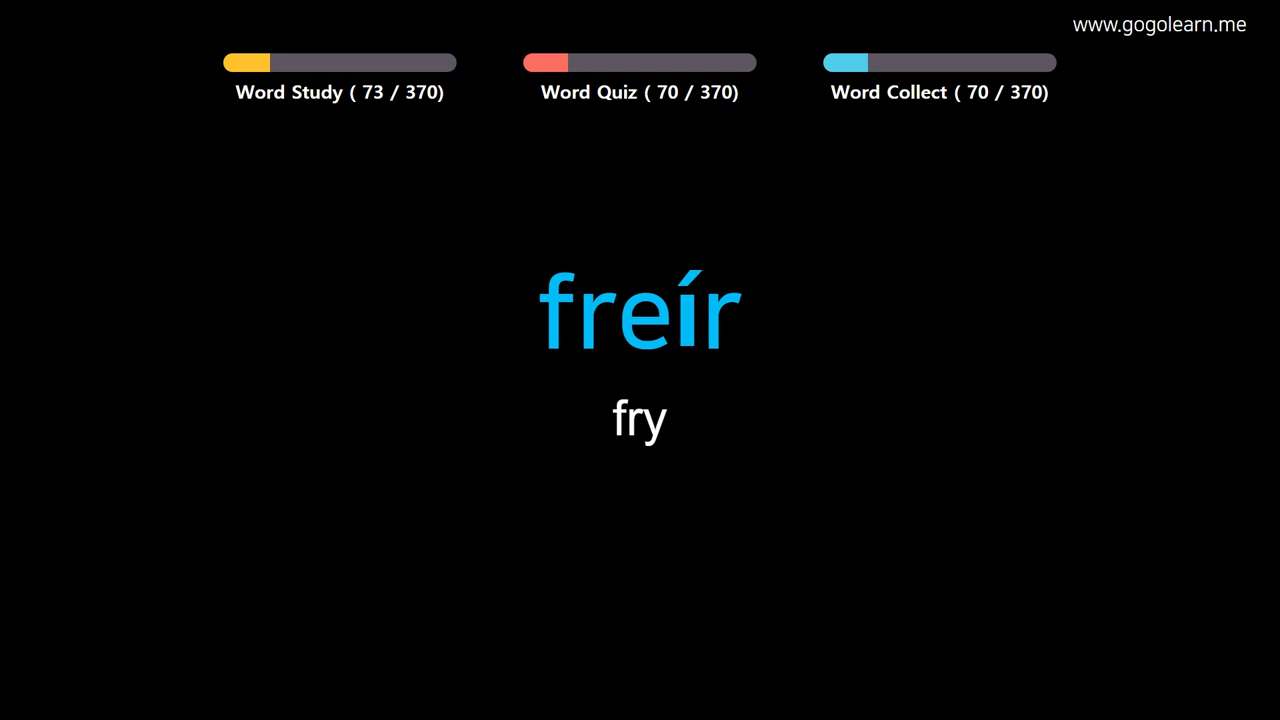 www.gogolearn.me
Word Study ( 73 / 370)
Word Quiz ( 70 / 370)
Word Collect ( 70 / 370)
freír
fry